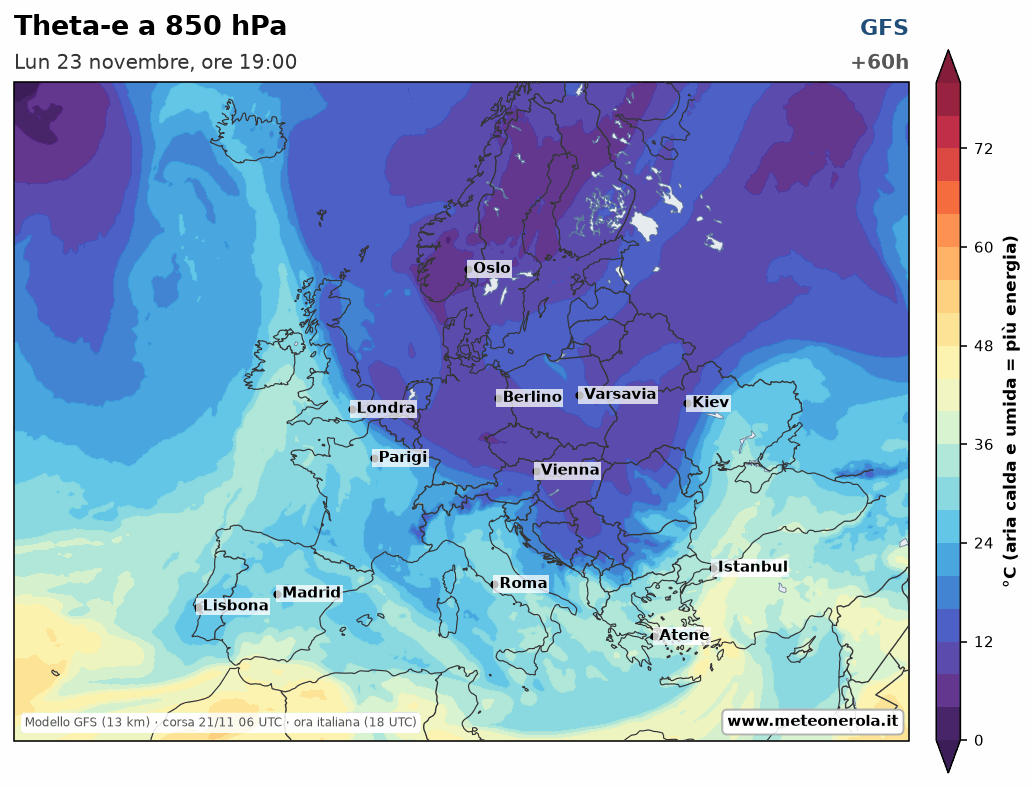 Theta-e a 850 hPa
GFS
Lun 23 novembre, ore 19:00
+60h
Oslo
Londra
Berlino
Varsavia
Kiev
Parigi
Vienna
Istanbul
Roma
Madrid
Lisbona
Atene
Modello GFS (13 km) · corsa 21/11 06 UTC · ora italiana (18 UTC)
www.meteonerola.it
72
60
48
36
24
12
0
°C (aria calda e umida = più energia)